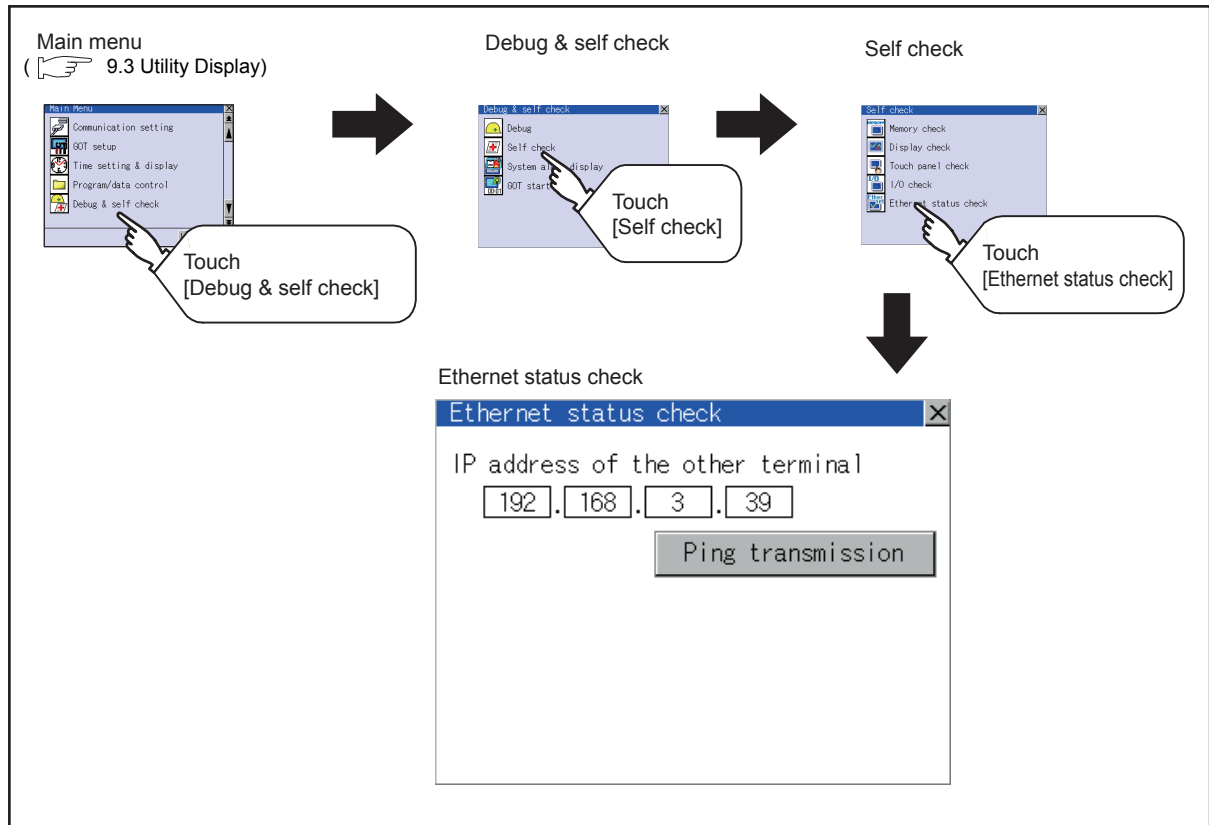 Main menu
( 9.3 Utility Display)
Main Menu
Communication setting
GOT setup
Time setting & display
Program/data control
Debug & self check
Touch
[Debug & self check]
Debug & self check
Debug & self check
Debug
Self check
System display
GOT start
Touch
[Self check]
Self check
Self check
Memory check
Display check
Touch panel check
I/O check
Ethernet status check
Touch
[Ethernet status check]
Ethernet status check
Ethernet status check
IP address of the other terminal
192 . 168 . 3 . 39
Ping transmission